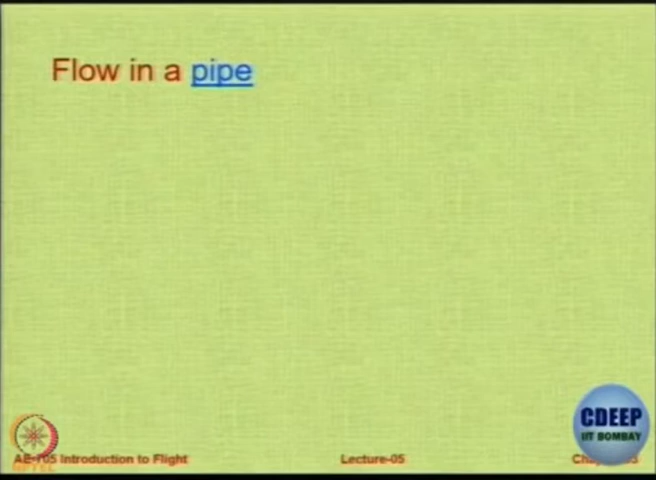 Flow in a pipe
CDEEP
IIT BOMBAY
Introduction to Flight
Lecture-05